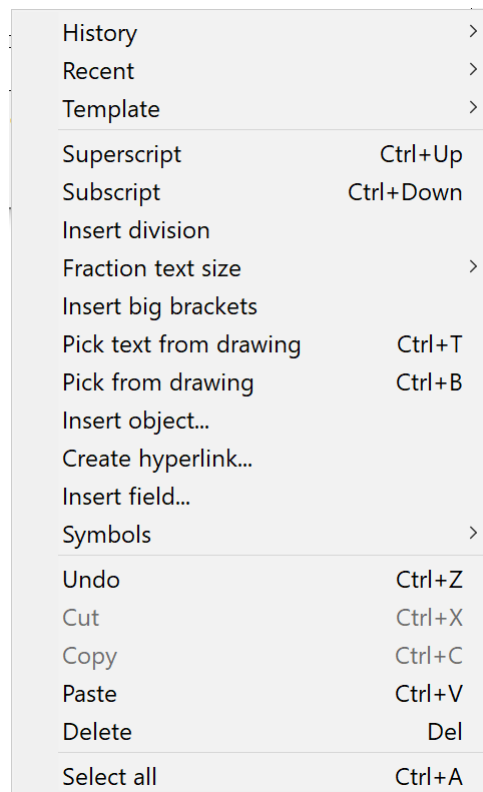 History
Recent
Template
Superscript Ctrl+Up
Subscript Ctrl+Down
Insert division
Fraction text size
Insert big brackets
Pick text from drawing Ctrl+T
Pick from drawing Ctrl+B
Insert object...
Create hyperlink...
Insert field...
Symbols
Undo Ctrl+Z
Cut Ctrl+X
Copy Ctrl+C
Paste Ctrl+V
Delete Del
Select all Ctrl+A